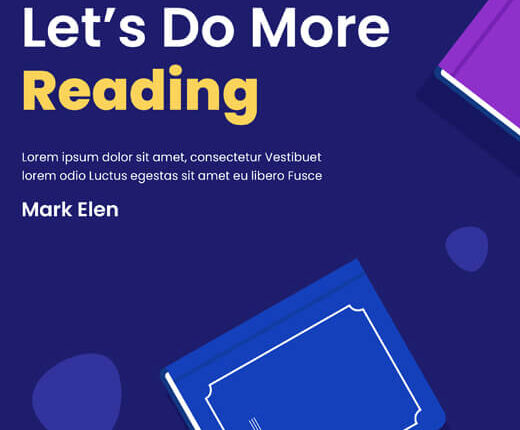 Let's Do More
Reading
Lorem ipsum dolor sit amet, consectetur Vestibuet
lorem odio Luctus egestas sit amet eu libero Fusce
Mark Elen